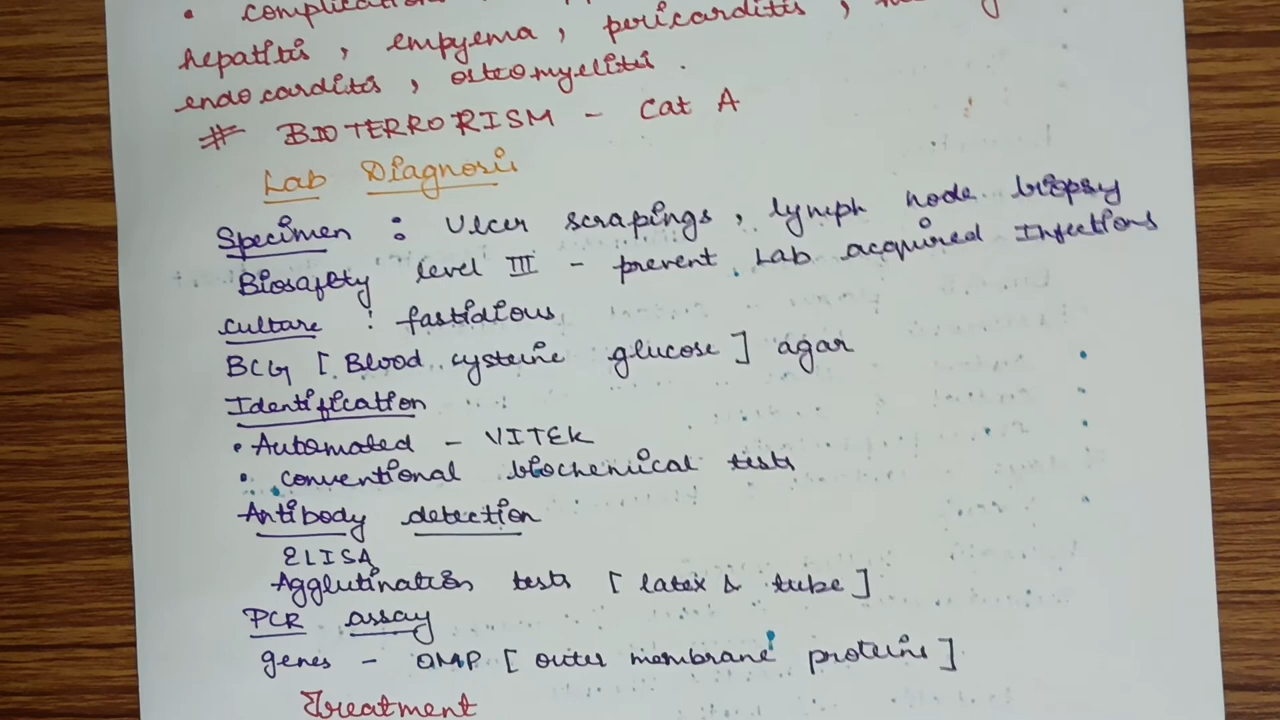 • complications
hepatitis, empyema, pericarditis,
endocarditis, osteomyelitis.
# BIOTERRORISM - Cat A
Lab Diagnosis
Specimen : Ulcer scrapings, lymph node biopsy
Biosafety level III - prevent Lab acquired Infections
Culture : fastidious
BCG [Blood cysteine glucose] agar
Identification
• Automated - VITEK
• conventional biochemical tests
Antibody detection
ELISA
Agglutination tests [latex & tube]
PCR assay
genes - OMP [outer membrane proteins]
Treatment